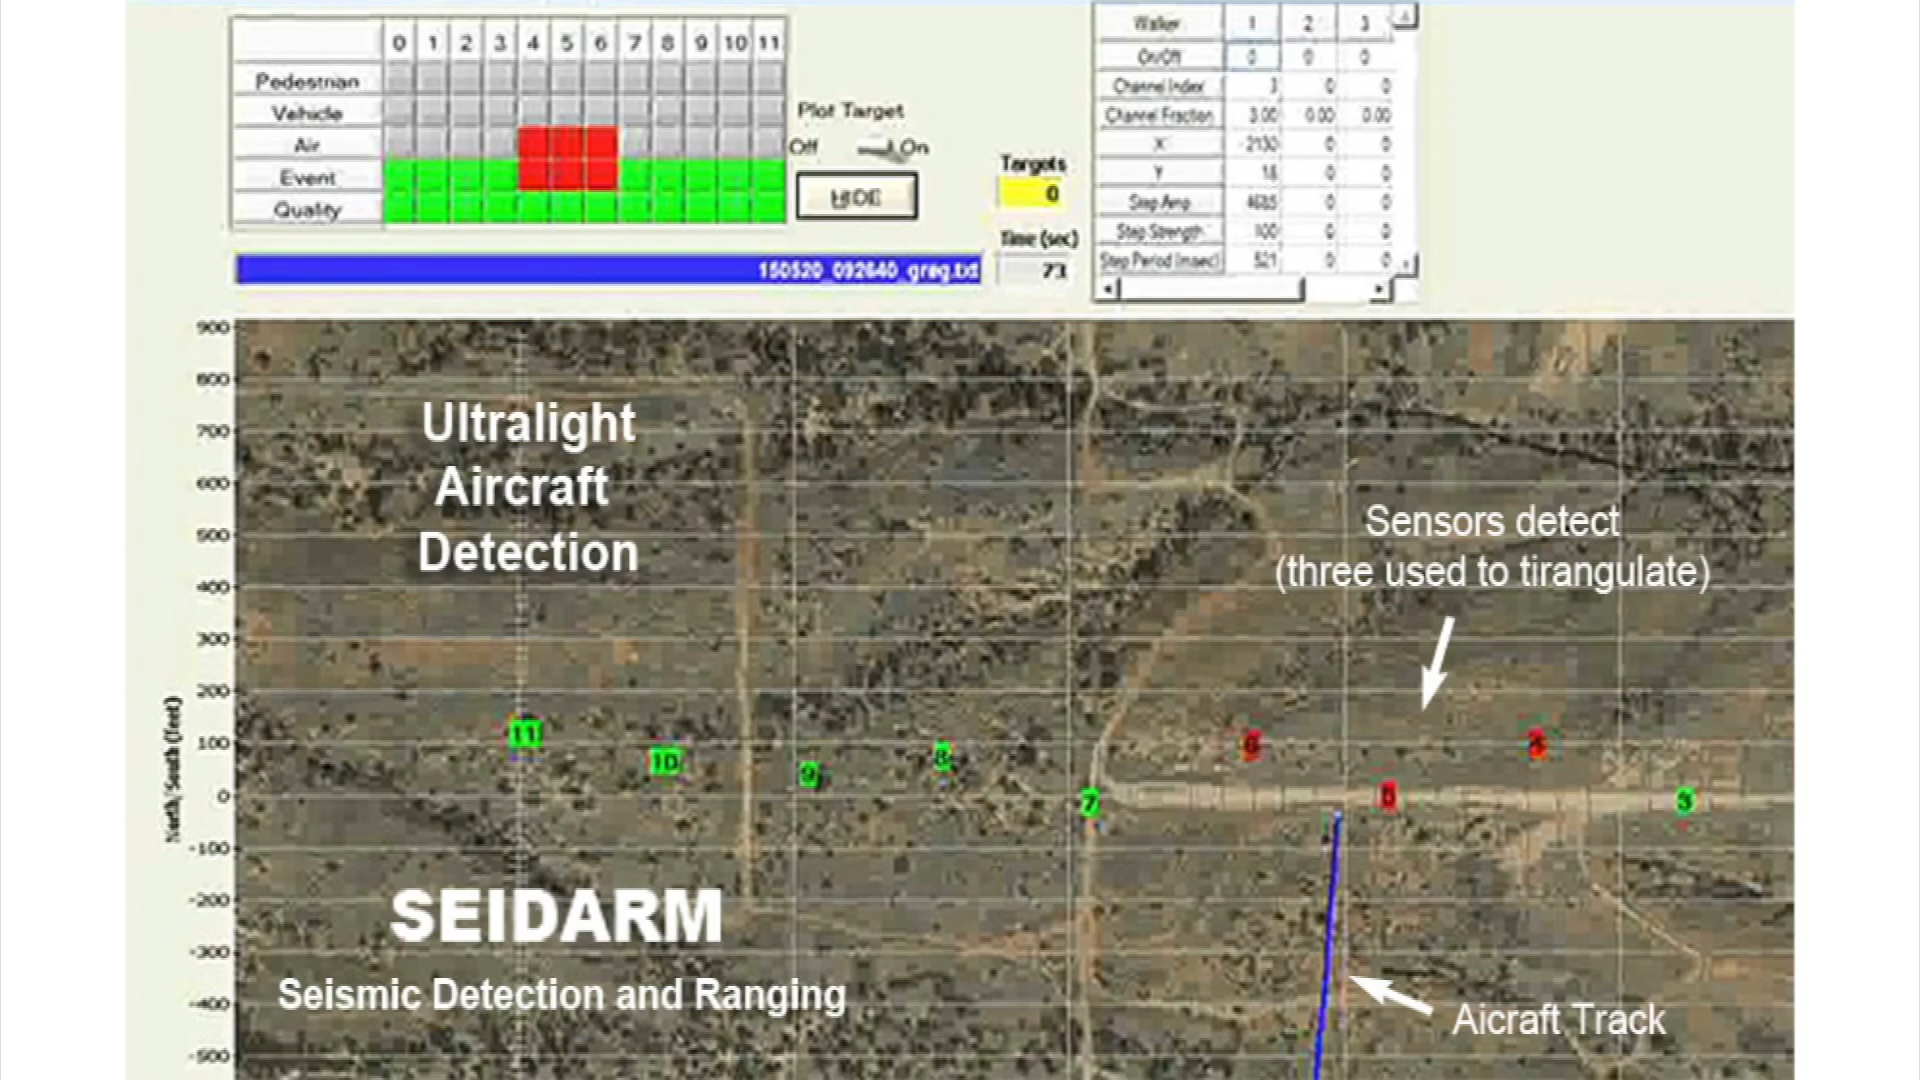 0 1 2 3 4 5 6 7 8 9 10 11
Pedestrian
Vehicle
Air
Event
Quality
Plot Target
Off On
HIDE
Targets
0
Time (sec)
73
150520_092640_greg.txt
Walker 1 2 3
On/Off 0 0 0
Channel Index 3 0 0
Channel Fraction 3.00 0.00 0.00
X -2130 0 0
Y 18 0 0
Step Amp 4685 0 0
Step Strength 100 0 0
Step Period (msec) 521 0 0
900
800
700
600
500
400
300
200
100
0
-100
-200
-300
-400
-500
North/South (feet)
Ultralight
Aircraft
Detection
Sensors detect
(three used to tirangulate)
11
10
9
8
7
6
5
4
3
SEIDARM
Seismic Detection and Ranging
Aicraft Track